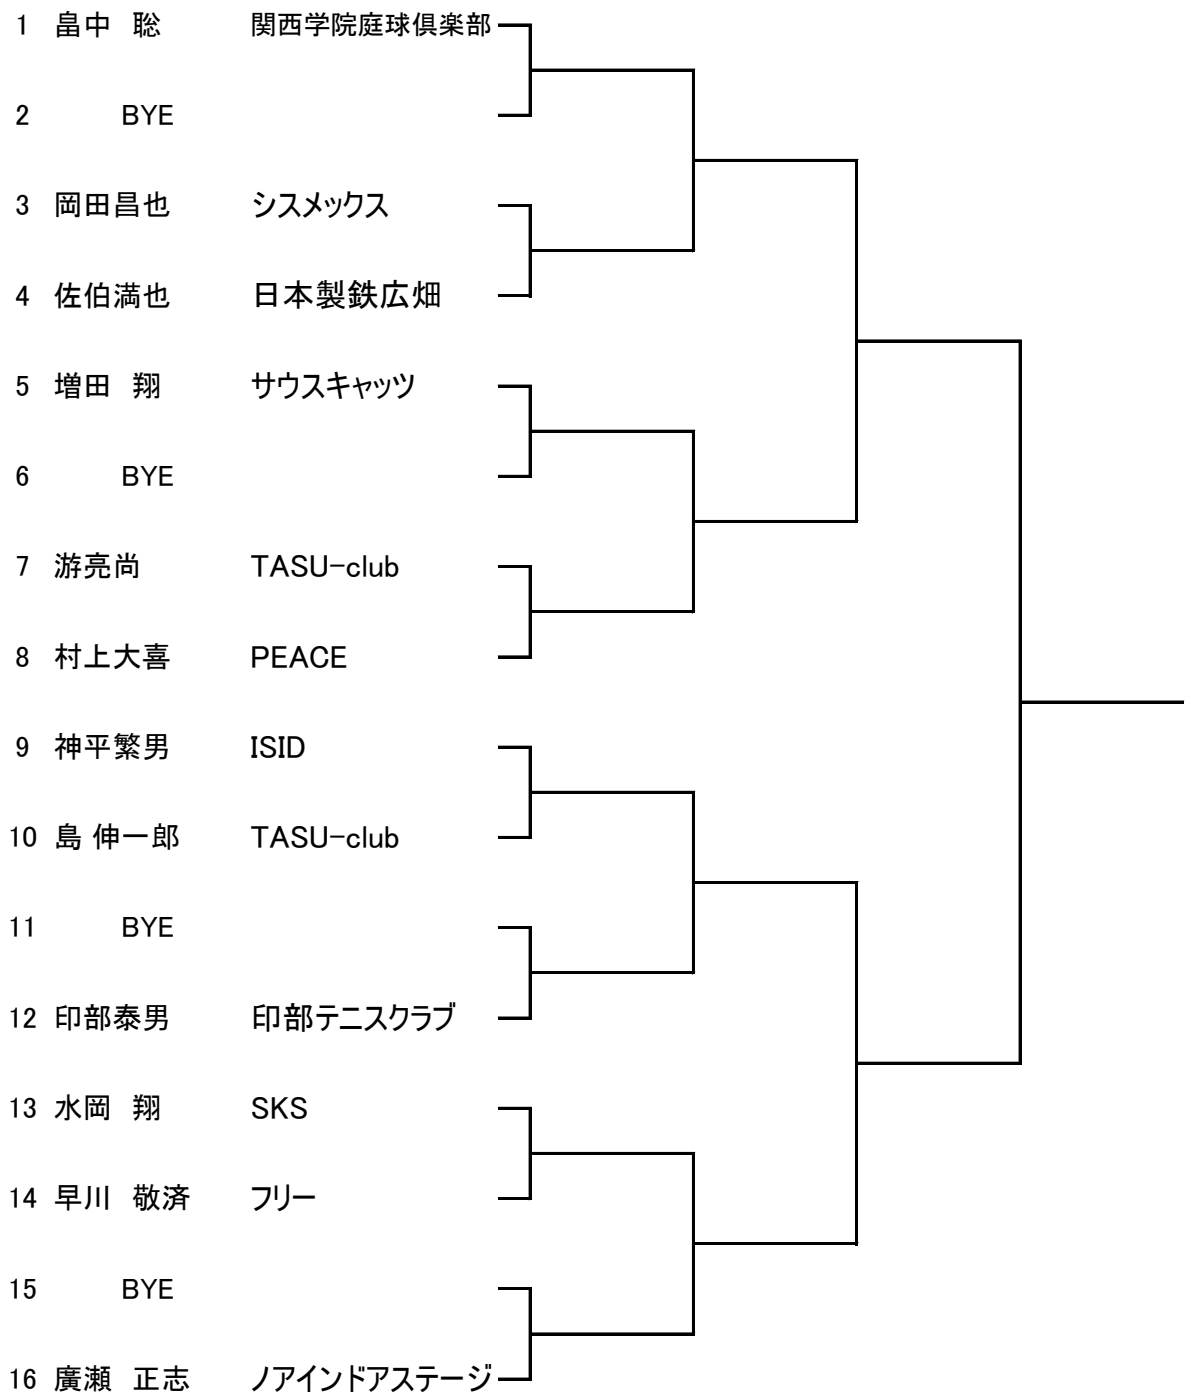 1 畠中 聡 関西学院庭球倶楽部
2 BYE
3 岡田昌也 シスメックス
4 佐伯満也 日本製鉄広畑
5 増田 翔 サウスキャッツ
6 BYE
7 游亮尚 TASU-club
8 村上大喜 PEACE
9 神平繁男 ISID
10 島 伸一郎 TASU-club
11 BYE
12 印部泰男 印部テニスクラブ
13 水岡 翔 SKS
14 早川 敬済 フリー
15 BYE
16 廣瀬 正志 ノアインドアステージ